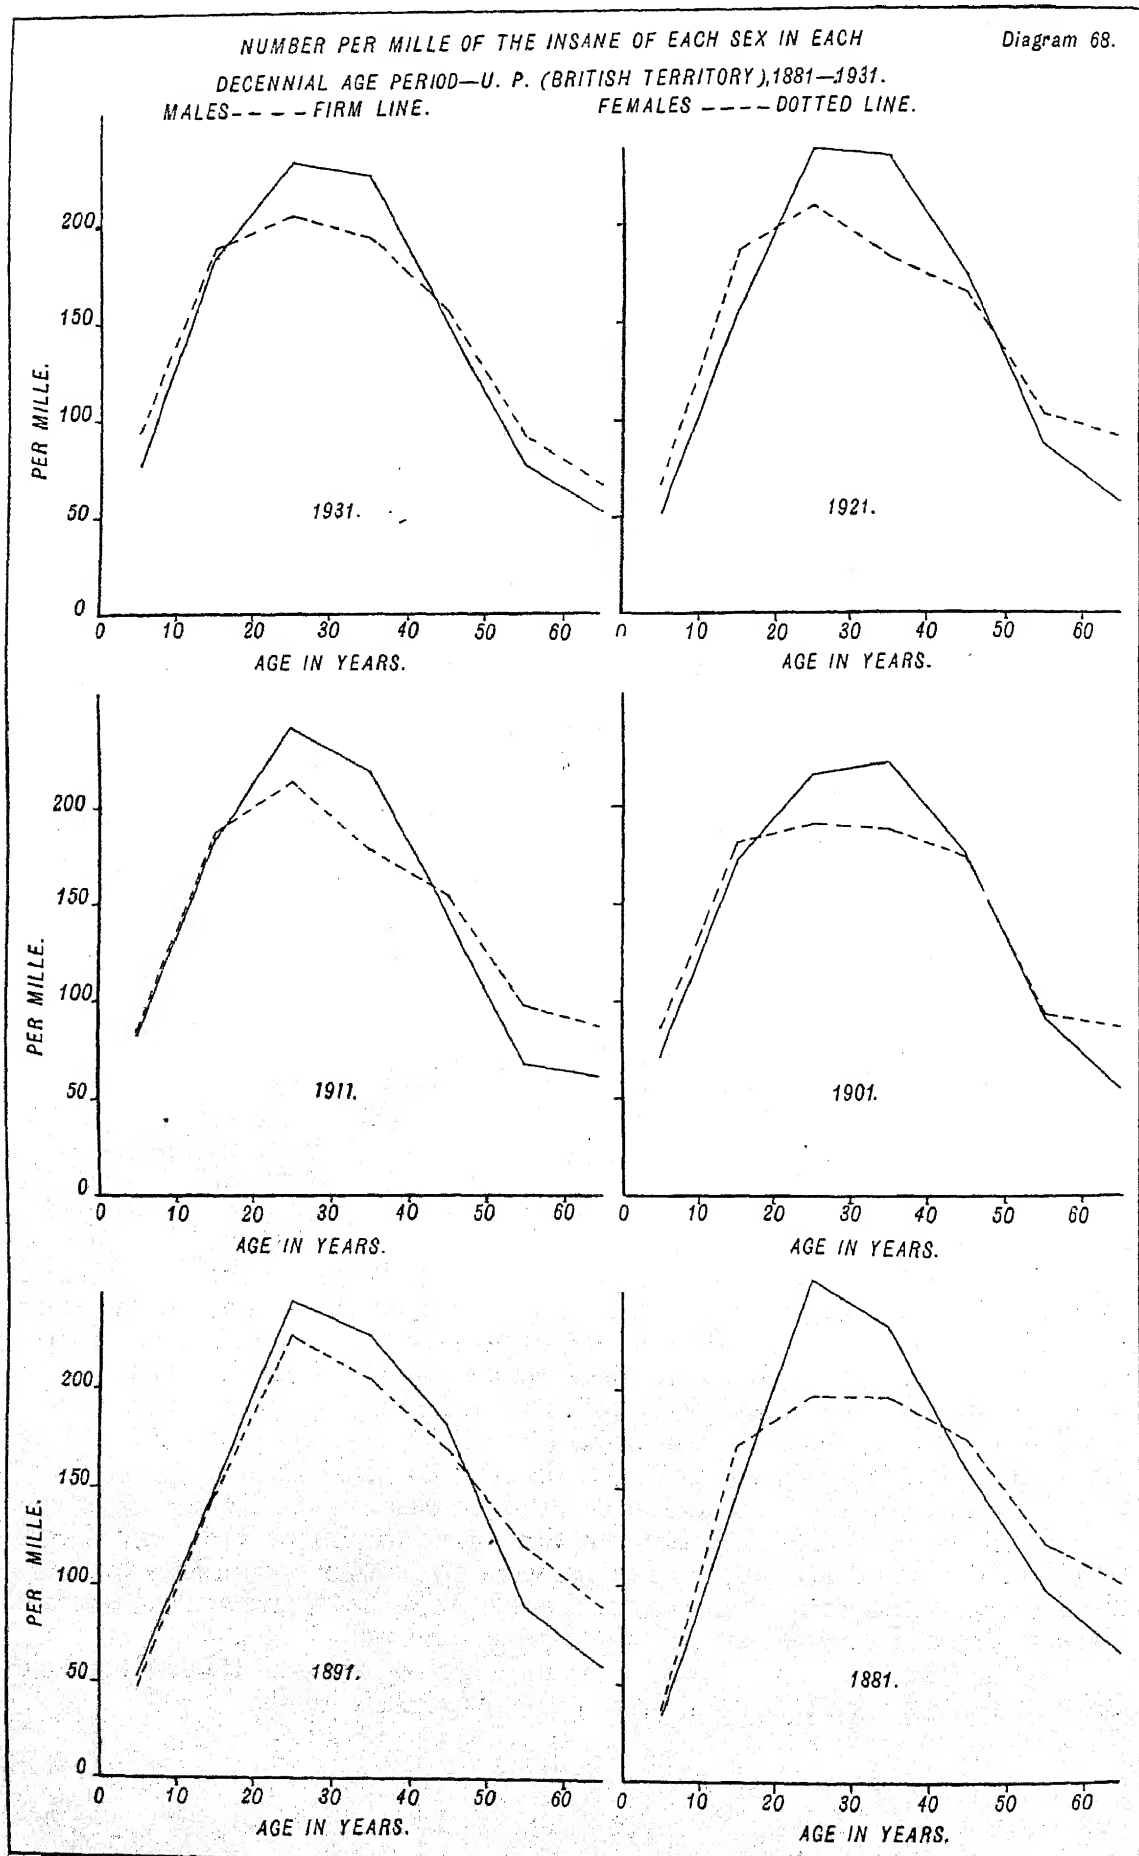 NUMBER PER MILLE OF THE INSANE OF EACH SEX IN EACH
Diagram 68.
DECENNIAL AGE PERIOD—U. P. (BRITISH TERRITORY), 1881—1931.
MALES - - - - FIRM LINE.
FEMALES - - - - DOTTED LINE.
PER MILLE.
200
150
100
50
0
1931.
0 10 20 30 40 50 60
AGE IN YEARS.
1921.
0 10 20 30 40 50 60
AGE IN YEARS.
PER MILLE.
200
150
100
50
0
1911.
0 10 20 30 40 50 60
AGE IN YEARS.
1901.
0 10 20 30 40 50 60
AGE IN YEARS.
PER MILLE.
200
150
100
50
0
1891.
0 10 20 30 40 50 60
AGE IN YEARS.
1881.
0 10 20 30 40 50 60
AGE IN YEARS.